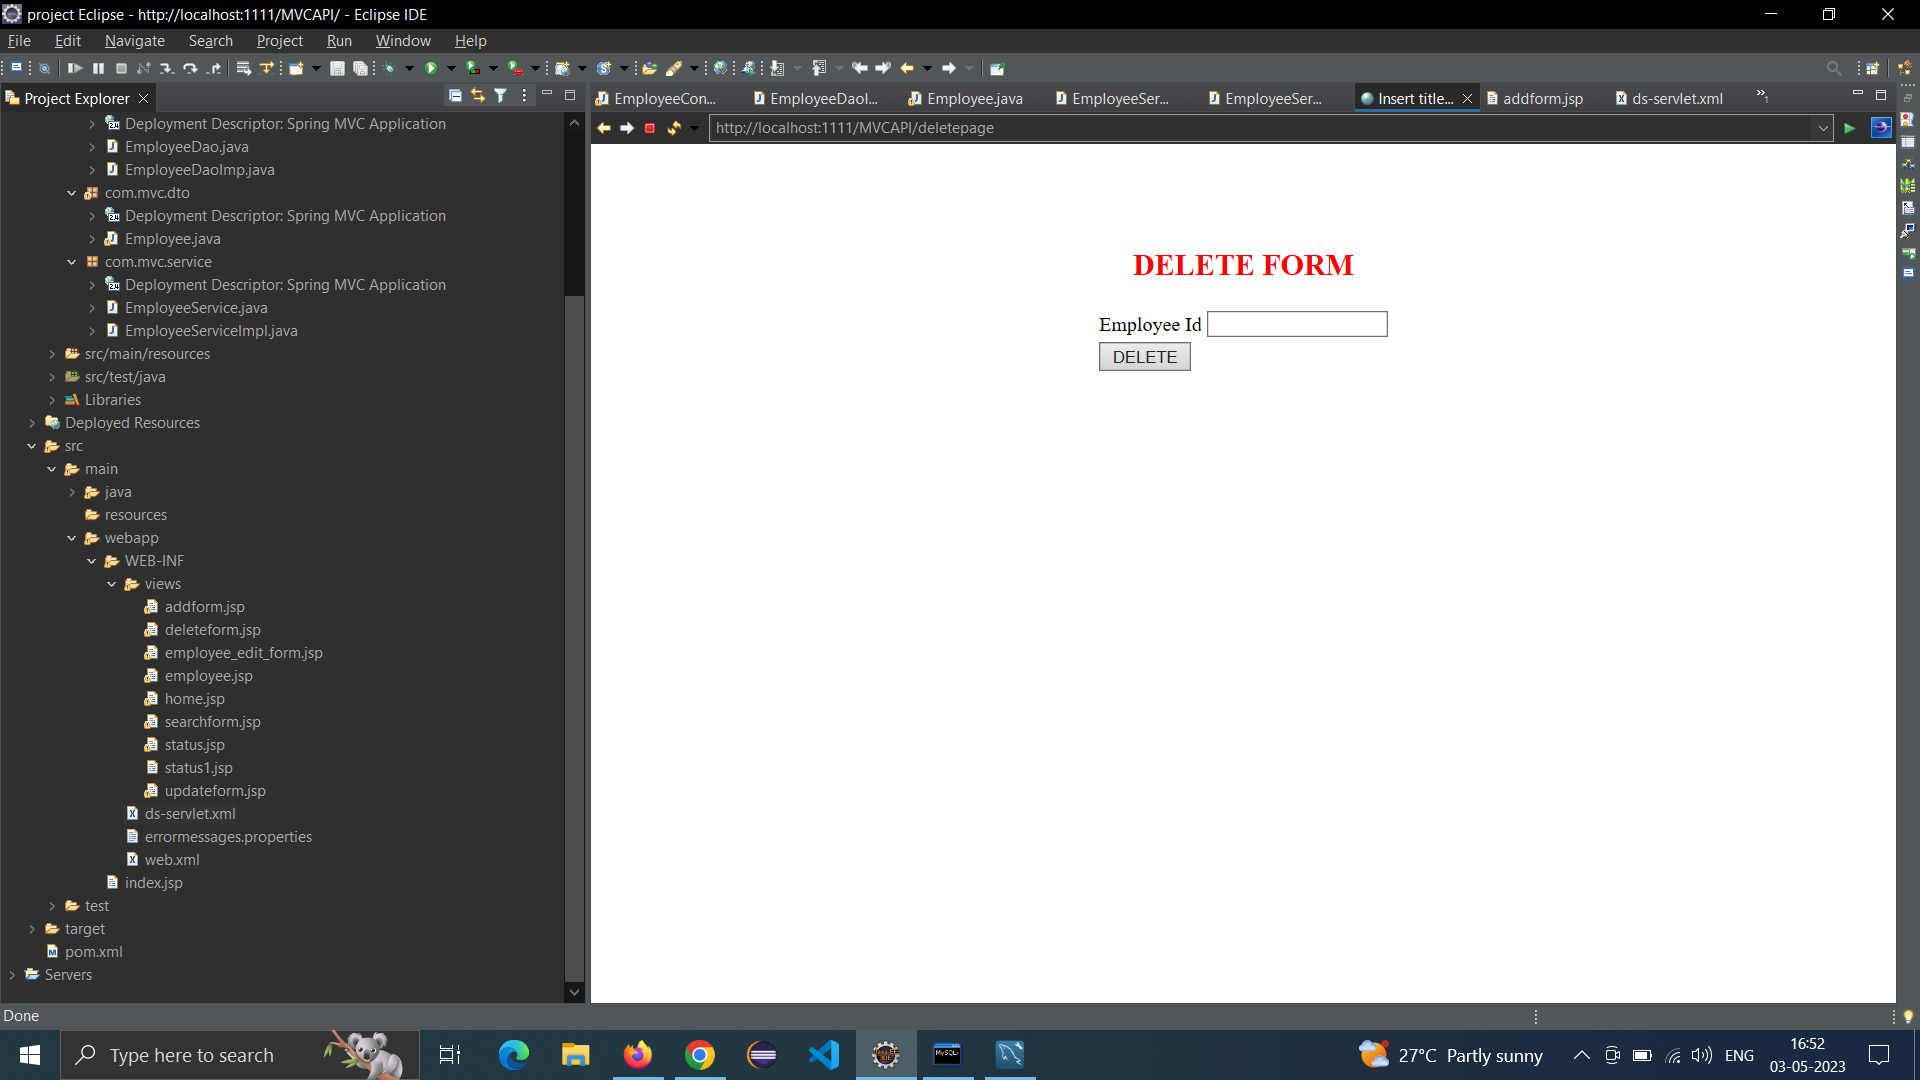 project Eclipse - http://localhost:1111/MVCAPI/ - Eclipse IDE
File Edit Navigate Search Project Run Window Help
Project Explorer
EmployeeCon...
EmployeeDaoI...
Employee.java
EmployeeSer...
EmployeeSer...
Insert title...
addform.jsp
ds-servlet.xml
http://localhost:1111/MVCAPI/deletepage
Deployment Descriptor: Spring MVC Application
EmployeeDao.java
EmployeeDaoImp.java
com.mvc.dto
Deployment Descriptor: Spring MVC Application
Employee.java
com.mvc.service
Deployment Descriptor: Spring MVC Application
EmployeeService.java
EmployeeServiceImpl.java
src/main/resources
src/test/java
Libraries
Deployed Resources
src
main
java
resources
webapp
WEB-INF
views
addform.jsp
deleteform.jsp
employee_edit_form.jsp
employee.jsp
home.jsp
searchform.jsp
status.jsp
status1.jsp
updateform.jsp
ds-servlet.xml
errormessages.properties
web.xml
index.jsp
test
target
pom.xml
Servers
DELETE FORM
Employee Id
DELETE
Done
Type here to search
27°C Partly sunny
ENG
16:52
03-05-2023